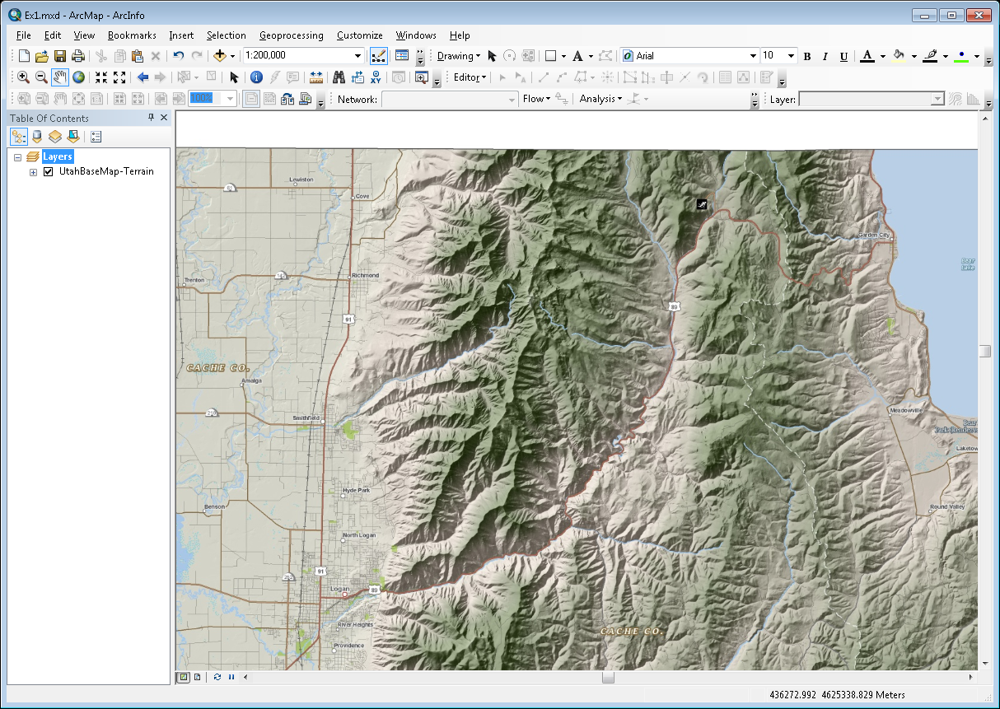 Ex1.mxd - ArcMap - ArcInfo
File Edit View Bookmarks Insert Selection Geoprocessing Customize Windows Help
1:200,000 Drawing A Arial 10 B I U A
Editor
100% Network: Flow Analysis Layer:
Table Of Contents
Layers
UtahBaseMap-Terrain
Lewiston
Cove
Garden City
Bear
Lake
Richmond
Trenton
89
91
CACHE CO.
Amalga
218
Smithfield
Meadowville
Laketow
Hyde Park
Benson
Round Valley
North Logan
91
252
Logan
89
River Heights
CACHE CO.
Providence
436272.992 4625338.829 Meters